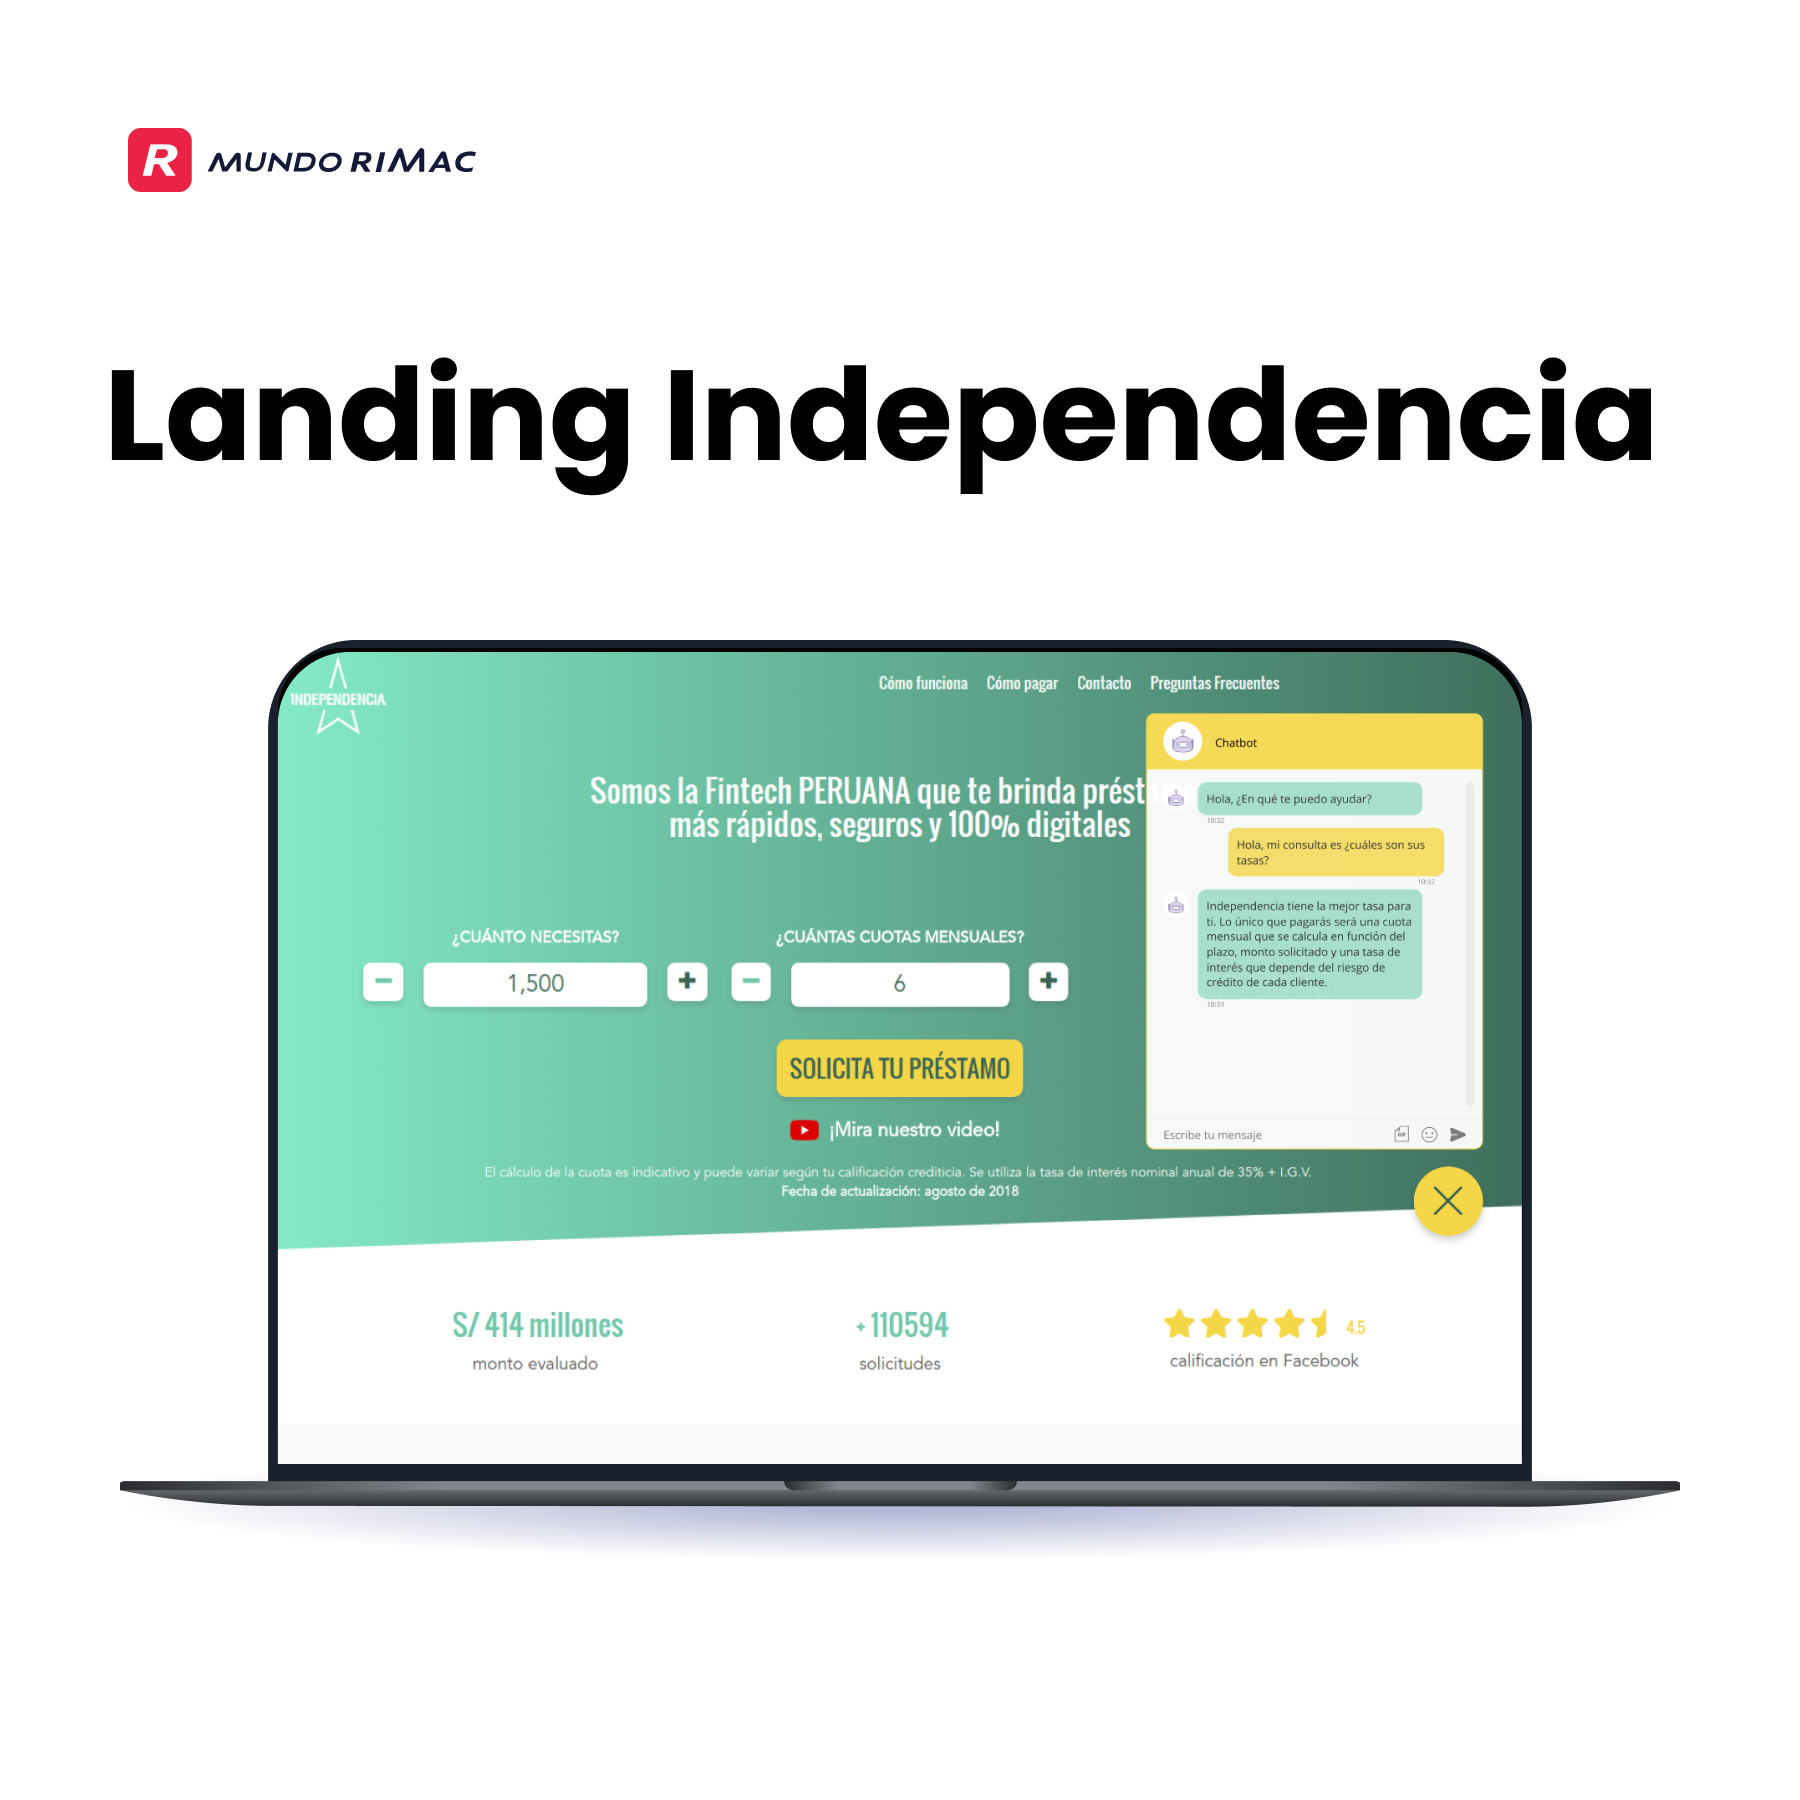 R MUNDO RIMAC
Landing Independencia
INDEPENDENCIA
Cómo funciona Cómo pagar Contacto Preguntas Frecuentes
Somos la Fintech PERUANA que te brinda prést
más rápidos, seguros y 100% digitales
¿CUÁNTO NECESITAS? ¿CUÁNTAS CUOTAS MENSUALES?
− 1,500 + − 6 +
SOLICITA TU PRÉSTAMO
¡Mira nuestro video!
El cálculo de la cuota es indicativo y puede variar según tu calificación crediticia. Se utiliza la tasa de interés nominal anual de 35% + I.G.V.
Fecha de actualización: agosto de 2018
Chatbot
Hola, ¿En qué te puedo ayudar?
10:32
Hola, mi consulta es ¿cuáles son sus
tasas?
10:32
Independencia tiene la mejor tasa para
ti. Lo único que pagarás será una cuota
mensual que se calcula en función del
plazo, monto solicitado y una tasa de
interés que depende del riesgo de
crédito de cada cliente.
10:33
Escribe tu mensaje GIF
S/ 414 millones
monto evaluado
+ 110594
solicitudes
4.5
calificación en Facebook